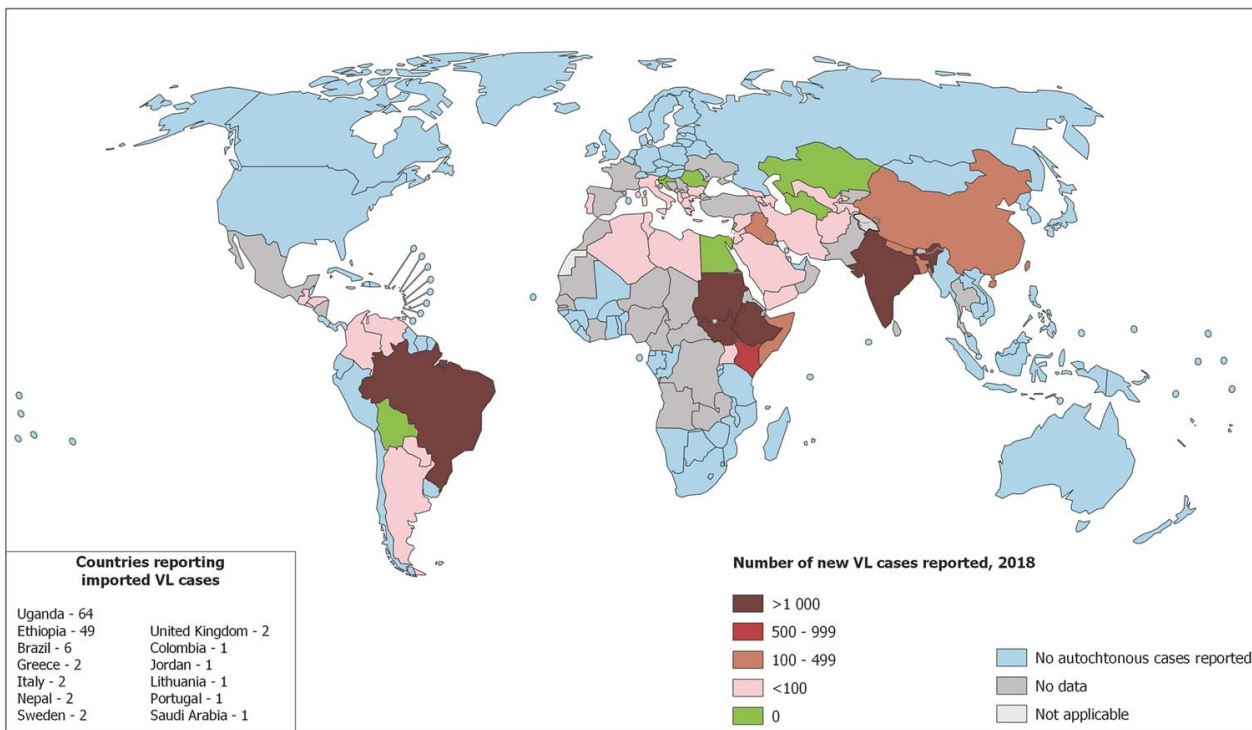 Countries reporting
imported VL cases
Uganda - 64
Ethiopia - 49
Brazil - 6
Greece - 2
Italy - 2
Nepal - 2
Sweden - 2
United Kingdom - 2
Colombia - 1
Jordan - 1
Lithuania - 1
Portugal - 1
Saudi Arabia - 1
Number of new VL cases reported, 2018
>1 000
500 - 999
100 - 499
<100
0
No autochtonous cases reported
No data
Not applicable